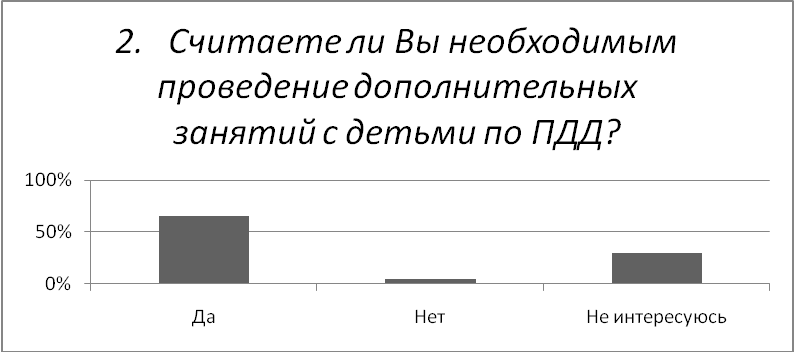 2. Считаете ли Вы необходимым
проведение дополнительных
занятий с детьми по ПДД?
100%
50%
0%
Да
Нет
Не интересуюсь